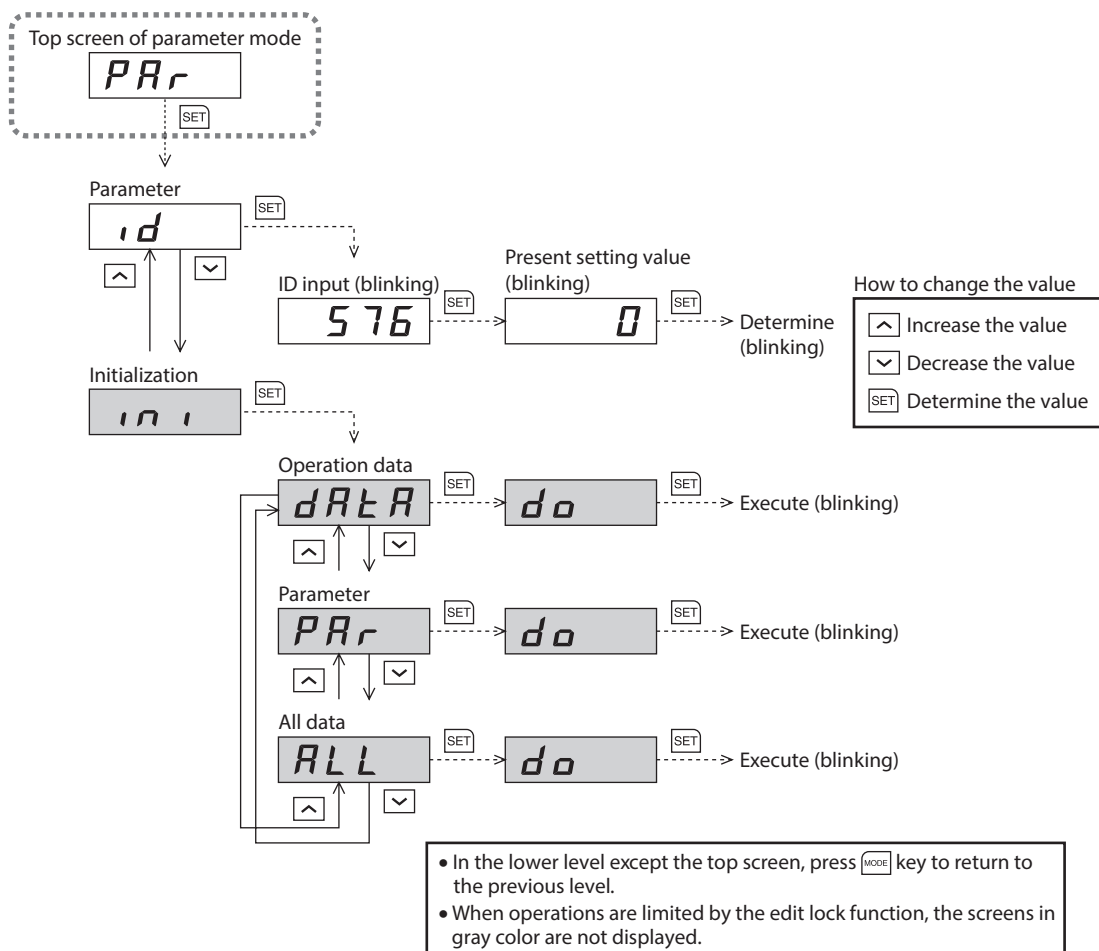 Top screen of parameter mode
PAr
SET
Parameter
id
SET
ID input (blinking)
576
SET
Present setting value
(blinking)
0
SET
Determine
(blinking)
How to change the value
Increase the value
Decrease the value
SET Determine the value
Initialization
ini
SET
Operation data
dAtA
SET
do
SET
Execute (blinking)
Parameter
PAr
SET
do
SET
Execute (blinking)
All data
ALL
SET
do
SET
Execute (blinking)
• In the lower level except the top screen, press MODE key to return to
the previous level.
• When operations are limited by the edit lock function, the screens in
gray color are not displayed.